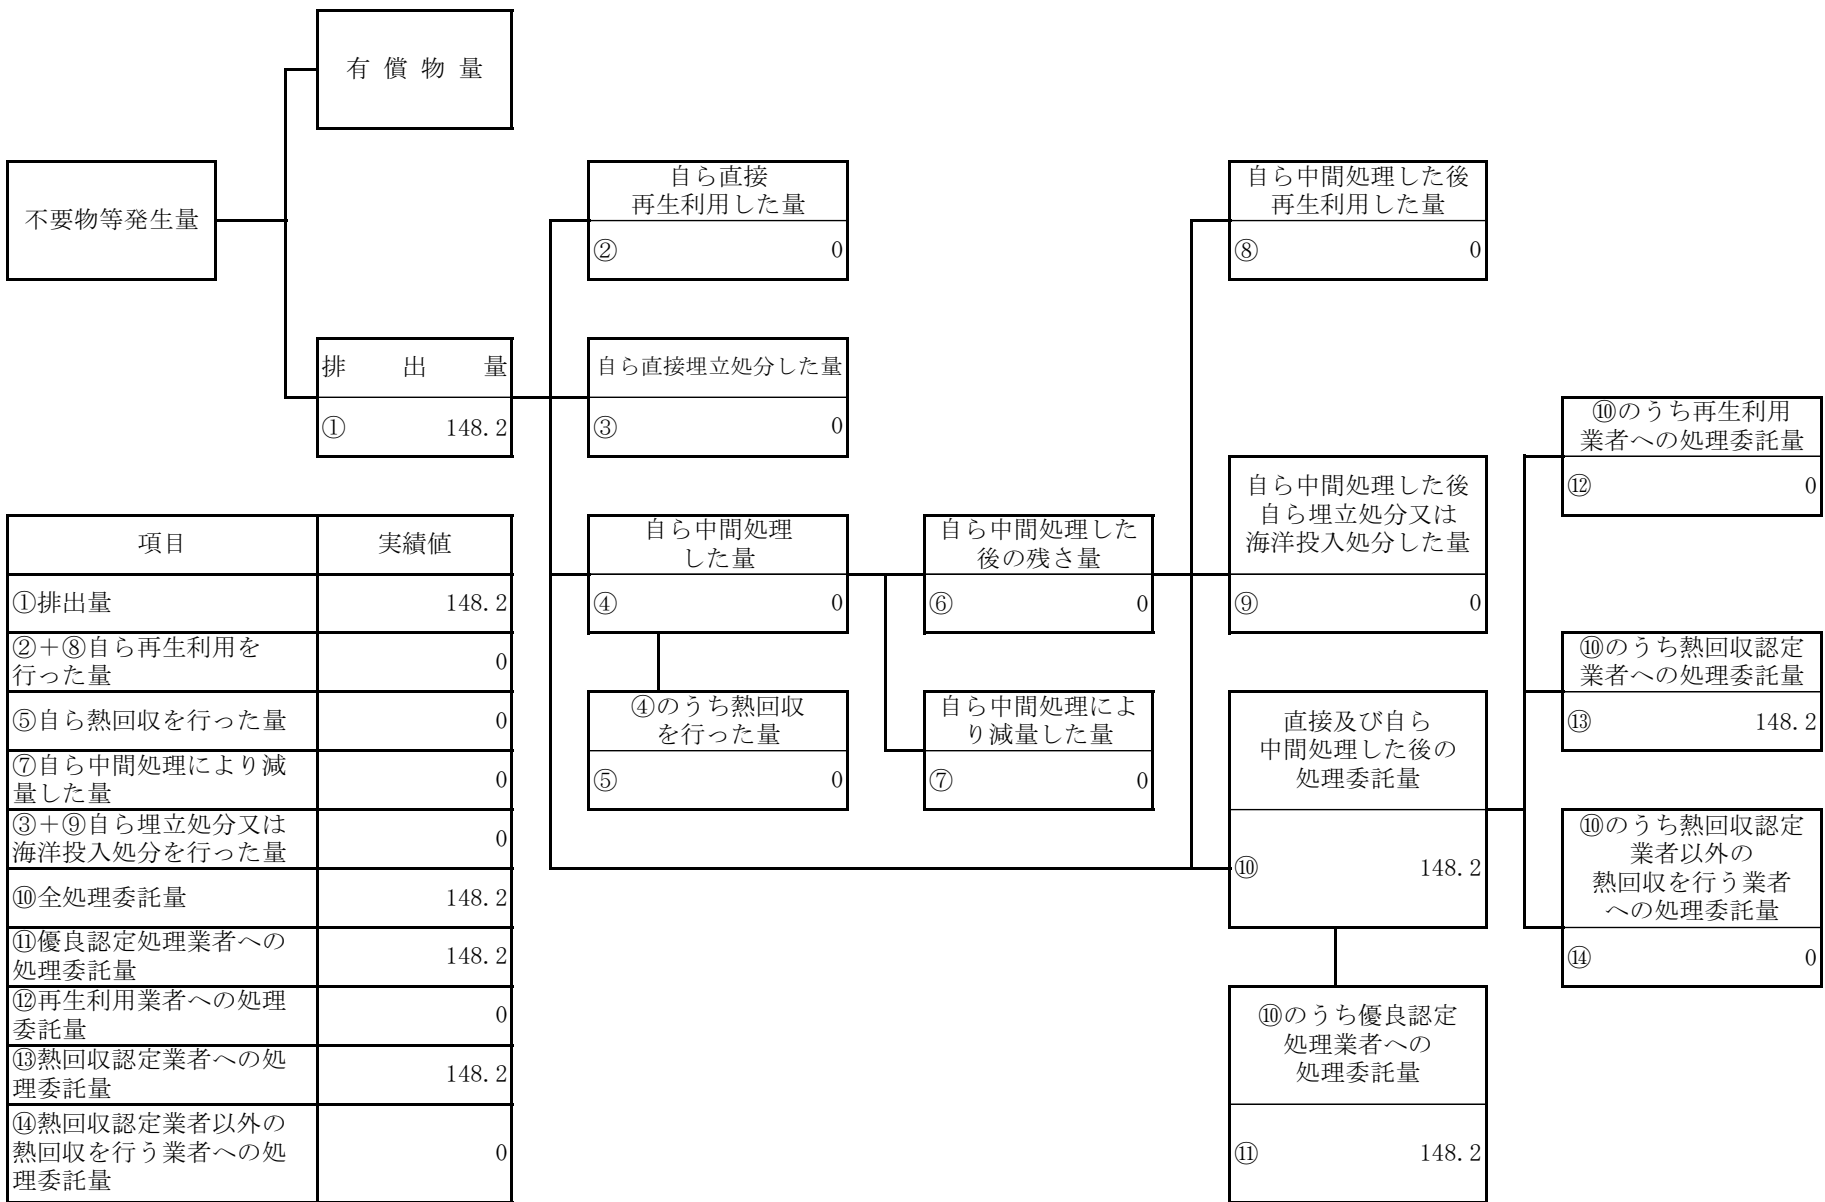 有 償 物 量
不要物等発生量
自ら直接
再生利用した量
② 0
自ら中間処理した後
再生利用した量
⑧ 0
排 出 量
① 148.2
自ら直接埋立処分した量
③ 0
⑩のうち再生利用
業者への処理委託量
⑫ 0
自ら中間処理
した量
④ 0
自ら中間処理した
後の残さ量
⑥ 0
自ら中間処理した後
自ら埋立処分又は
海洋投入処分した量
⑨ 0
⑩のうち熱回収認定
業者への処理委託量
⑬ 148.2
④のうち熱回収
を行った量
⑤ 0
自ら中間処理によ
り減量した量
⑦ 0
直接及び自ら
中間処理した後の
処理委託量
⑩ 148.2
⑩のうち熱回収認定
業者以外の
熱回収を行う業者
への処理委託量
⑭ 0
⑩のうち優良認定
処理業者への
処理委託量
⑪ 148.2
項目 実績値
①排出量 148.2
②+⑧自ら再生利用を
行った量 0
⑤自ら熱回収を行った量 0
⑦自ら中間処理により減
量した量 0
③+⑨自ら埋立処分又は
海洋投入処分を行った量 0
⑩全処理委託量 148.2
⑪優良認定処理業者への
処理委託量 148.2
⑫再生利用業者への処理
委託量 0
⑬熱回収認定業者への処
理委託量 148.2
⑭熱回収認定業者以外の
熱回収を行う業者への処 0
理委託量